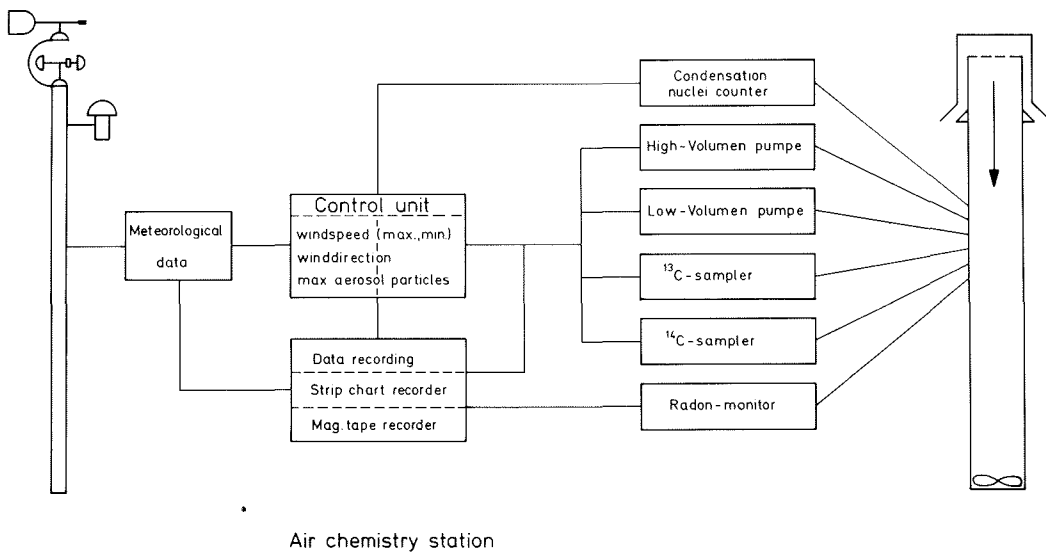 Meteorological
data
Control unit
windspeed (max.,min.)
winddirection
max aerosol particles
Data recording
Strip chart recorder
Mag. tape recorder
Condensation
nuclei counter
High-Volumen pumpe
Low-Volumen pumpe
¹³C-sampler
¹⁴C-sampler
Radon-monitor
Air chemistry station